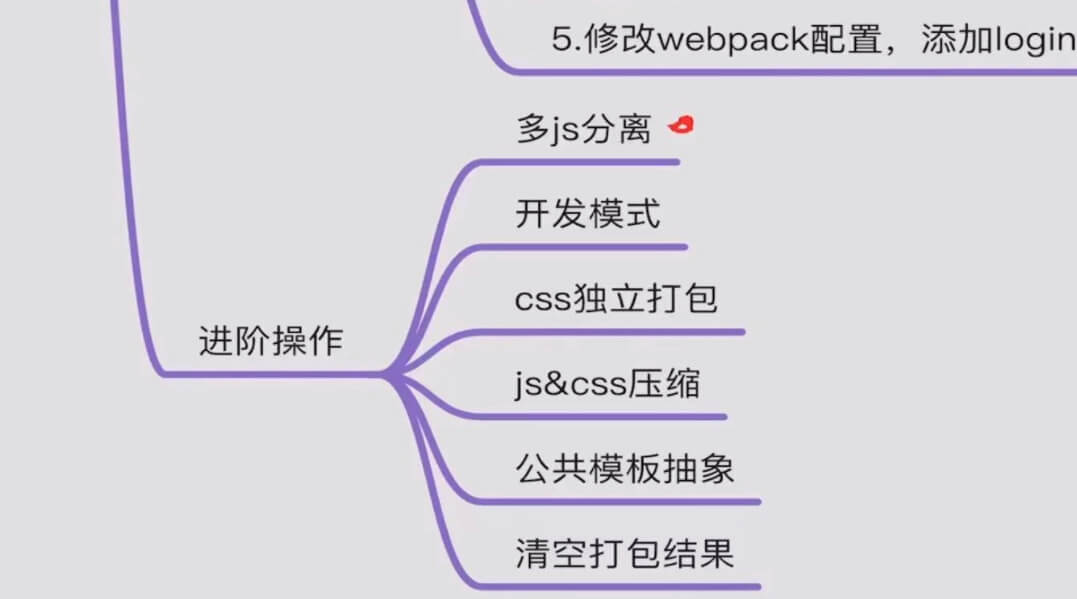 5.修改webpack配置，添加login
多js分离
开发模式
css独立打包
进阶操作
js&css压缩
公共模板抽象
清空打包结果